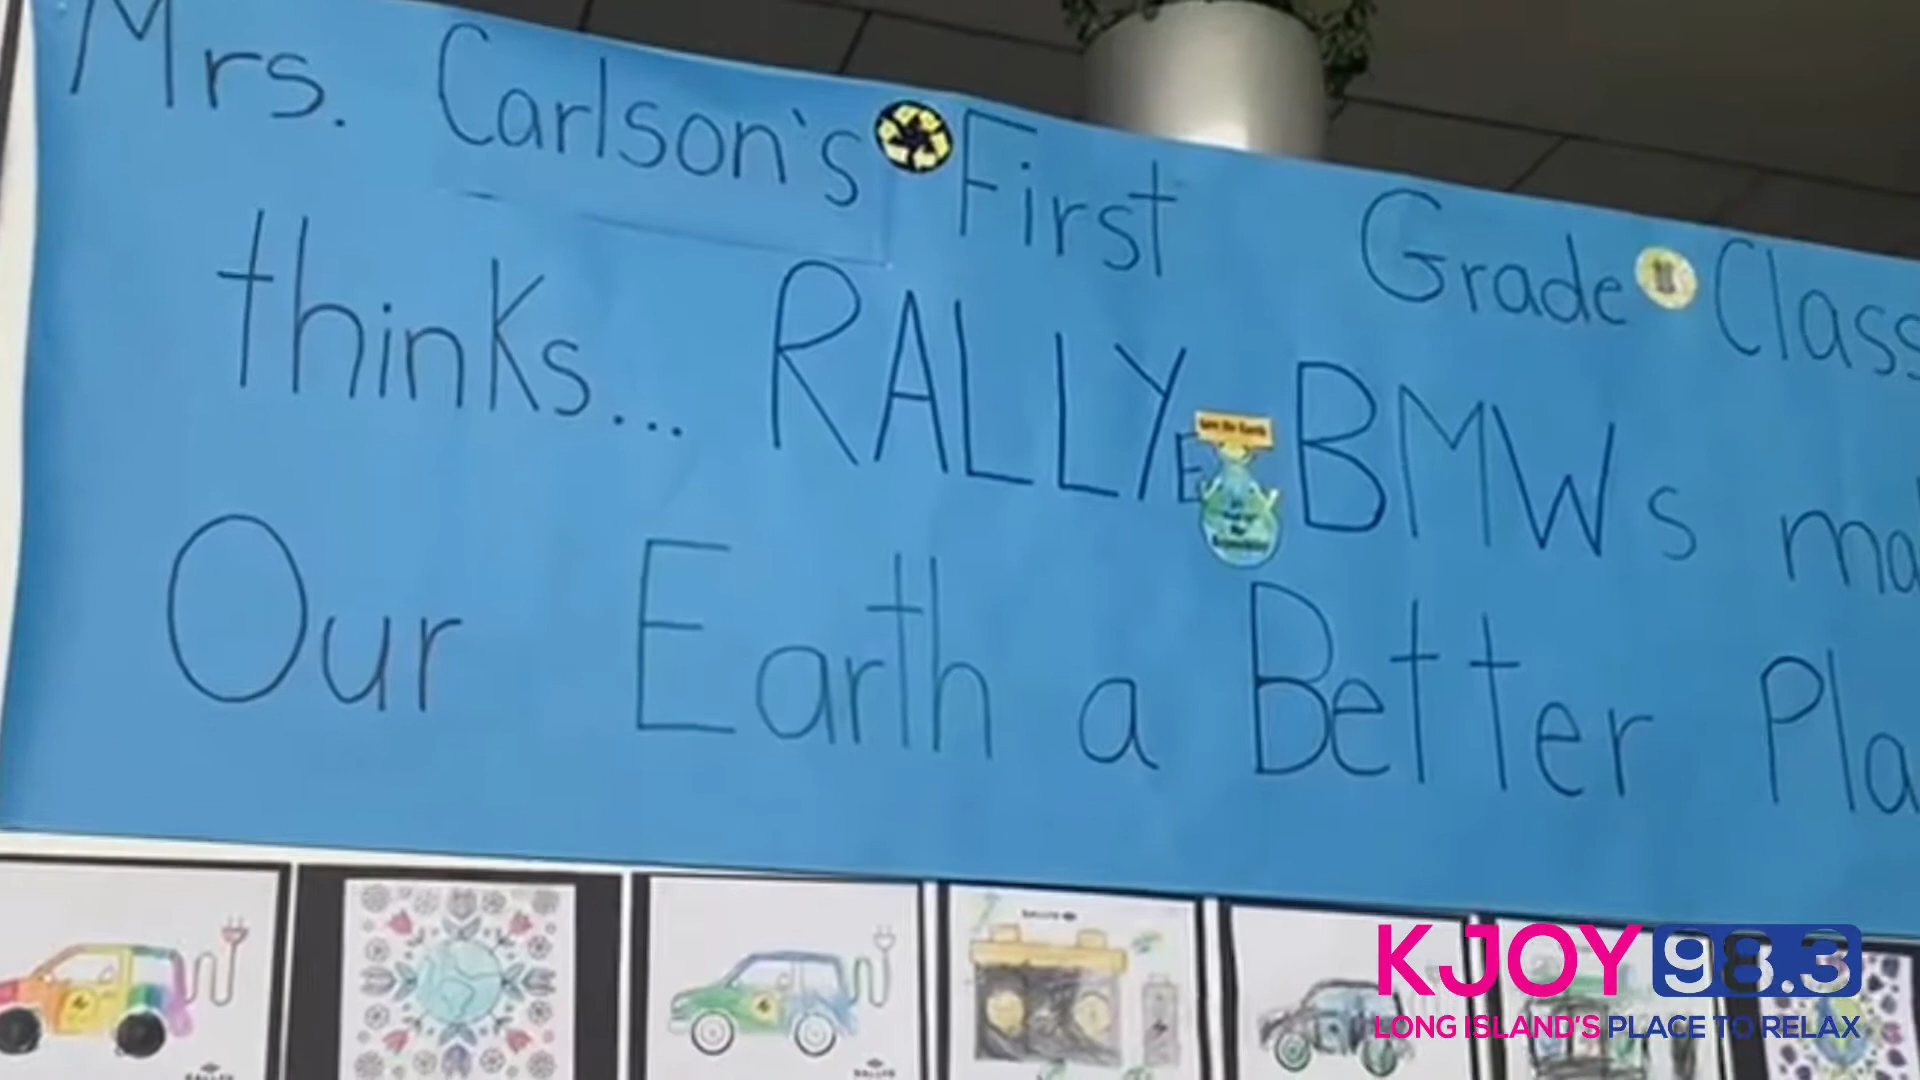 Mrs. Carlson's First Grade Class
thinks... RALLYE BMWs ma
Our Earth a Better Pla
KJOY 98.3
LONG ISLAND'S PLACE TO RELAX